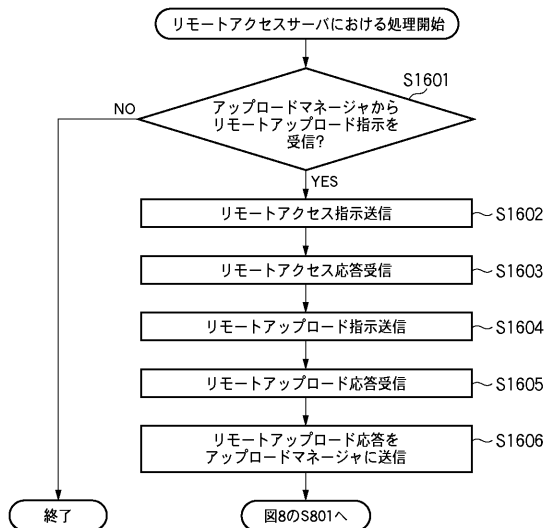 リモートアクセスサーバにおける処理開始
S1601
アップロードマネージャから
リモートアップロード指示を
受信?
NO
YES
リモートアクセス指示送信
S1602
リモートアクセス応答受信
S1603
リモートアップロード指示送信
S1604
リモートアップロード応答受信
S1605
リモートアップロード応答を
アップロードマネージャに送信
S1606
終了
図8のS801へ